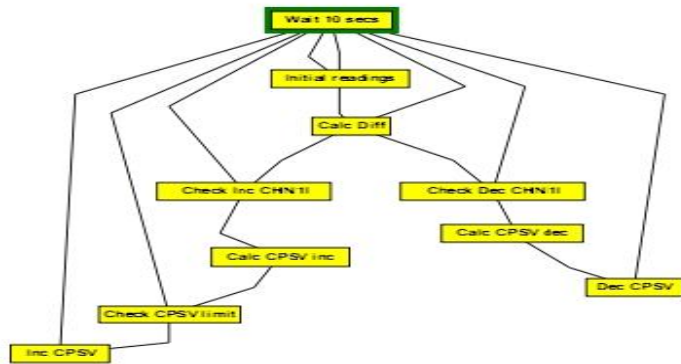 Wait 10 secs
Initial readings
Calc Diff
Check Inc CHN1I
Check Dec CHN1I
Calc CPSV dec
Calc CPSV inc
Dec CPSV
Check CPSV limit
Inc CPSV